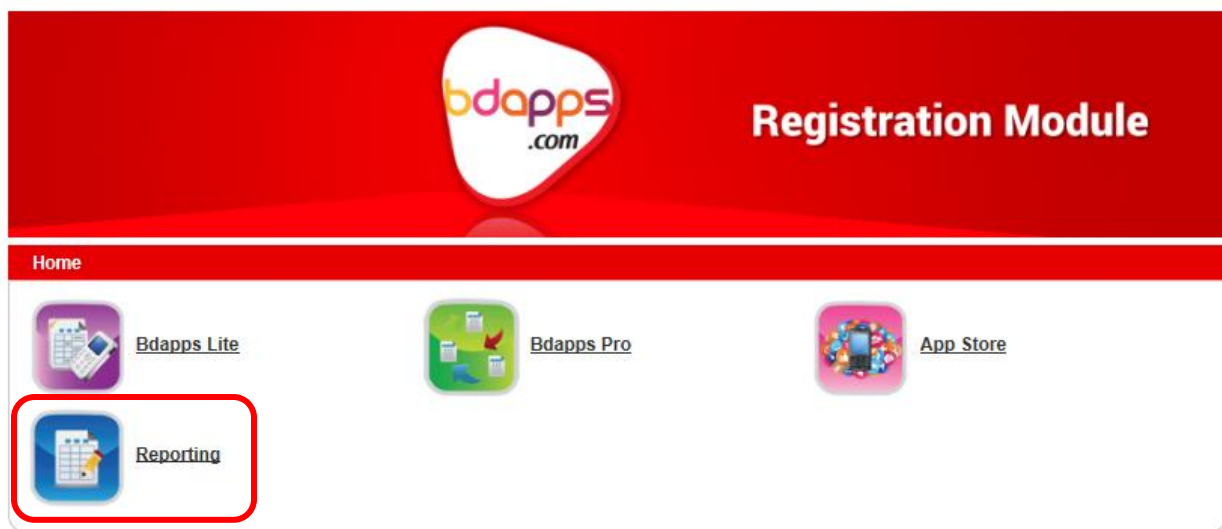 bdapps
.com
Registration Module
Home
Bdapps Lite
Bdapps Pro
App Store
Reporting